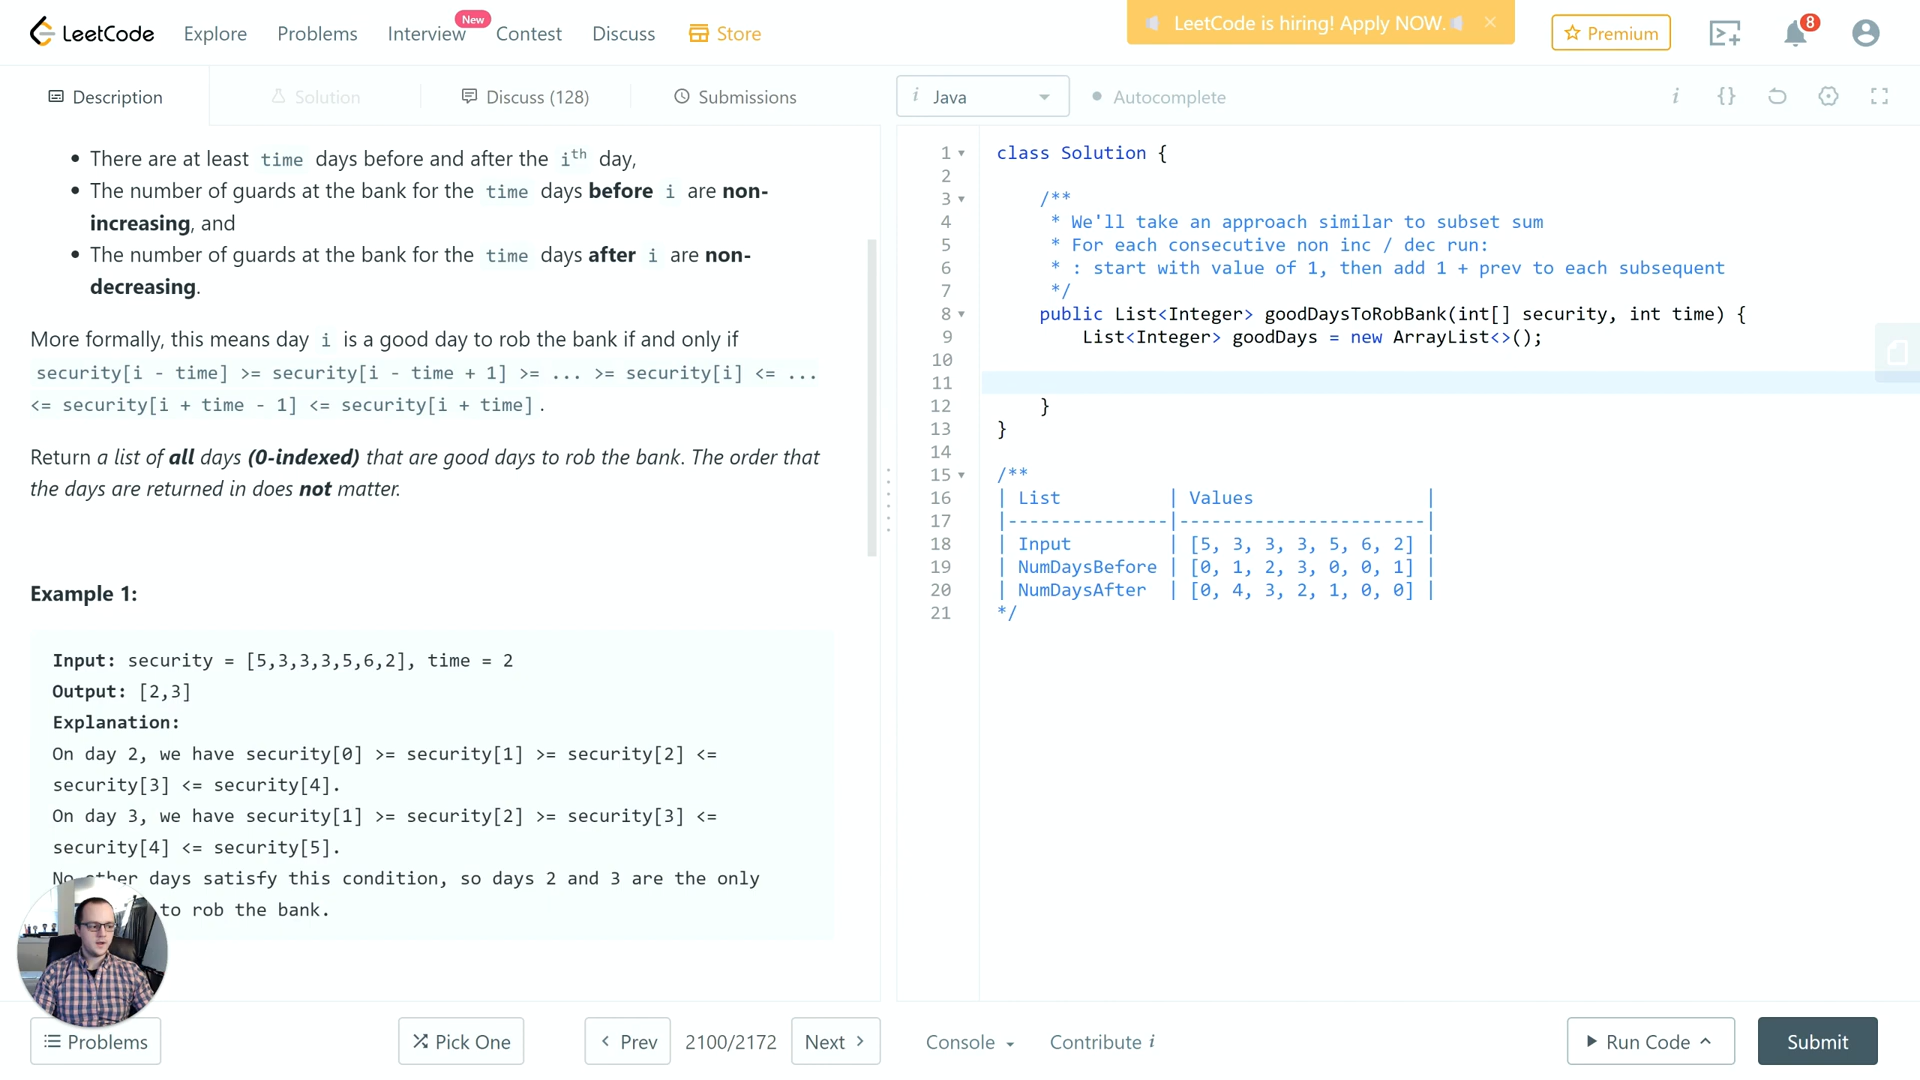 LeetCode Explore Problems Interview New Contest Discuss Store LeetCode is hiring! Apply NOW. Premium 8
Description Solution Discuss (128) Submissions i Java Autocomplete i {}
There are at least time days before and after the ith day,
The number of guards at the bank for the time days before i are non-
increasing, and
The number of guards at the bank for the time days after i are non-
decreasing.
More formally, this means day i is a good day to rob the bank if and only if
security[i - time] >= security[i - time + 1] >= ... >= security[i] <= ...
<= security[i + time - 1] <= security[i + time].
Return a list of all days (0-indexed) that are good days to rob the bank. The order that
the days are returned in does not matter.
Example 1:
Input: security = [5,3,3,3,5,6,2], time = 2
Output: [2,3]
Explanation:
On day 2, we have security[0] >= security[1] >= security[2] <=
security[3] <= security[4].
On day 3, we have security[1] >= security[2] >= security[3] <=
security[4] <= security[5].
No other days satisfy this condition, so days 2 and 3 are the only
to rob the bank.
1 class Solution {
2
3 /**
4 * We'll take an approach similar to subset sum
5 * For each consecutive non inc / dec run:
6 * : start with value of 1, then add 1 + prev to each subsequent
7 */
8 public List<Integer> goodDaysToRobBank(int[] security, int time) {
9 List<Integer> goodDays = new ArrayList<>();
10
11
12 }
13 }
14
15 /**
16 | List | Values |
17 |---------------|-----------------------|
18 | Input | [5, 3, 3, 3, 5, 6, 2] |
19 | NumDaysBefore | [0, 1, 2, 3, 0, 0, 1] |
20 | NumDaysAfter | [0, 4, 3, 2, 1, 0, 0] |
21 */
Problems Pick One Prev 2100/2172 Next Console Contribute i Run Code Submit